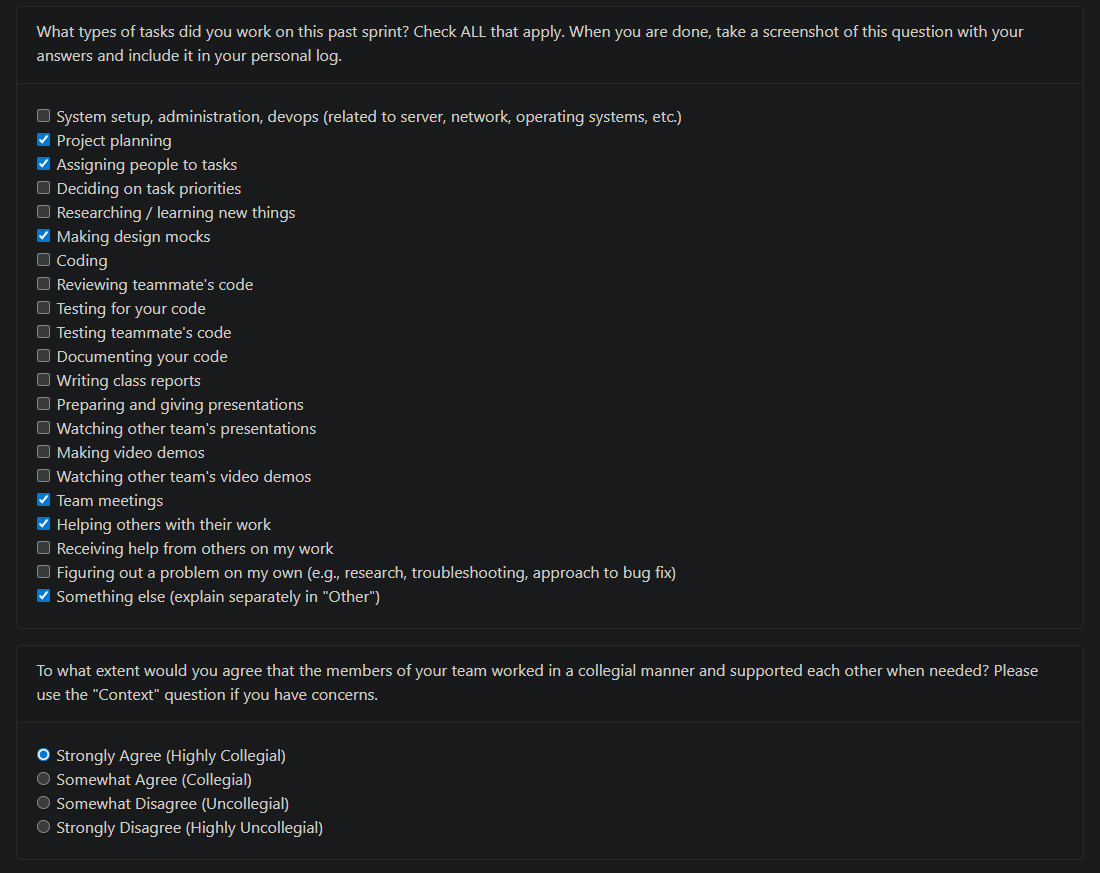 What types of tasks did you work on this past sprint? Check ALL that apply. When you are done, take a screenshot of this question with your
answers and include it in your personal log.
System setup, administration, devops (related to server, network, operating systems, etc.)
Project planning
Assigning people to tasks
Deciding on task priorities
Researching / learning new things
Making design mocks
Coding
Reviewing teammate's code
Testing for your code
Testing teammate's code
Documenting your code
Writing class reports
Preparing and giving presentations
Watching other team's presentations
Making video demos
Watching other team's video demos
Team meetings
Helping others with their work
Receiving help from others on my work
Figuring out a problem on my own (e.g., research, troubleshooting, approach to bug fix)
Something else (explain separately in "Other")
To what extent would you agree that the members of your team worked in a collegial manner and supported each other when needed? Please
use the "Context" question if you have concerns.
Strongly Agree (Highly Collegial)
Somewhat Agree (Collegial)
Somewhat Disagree (Uncollegial)
Strongly Disagree (Highly Uncollegial)